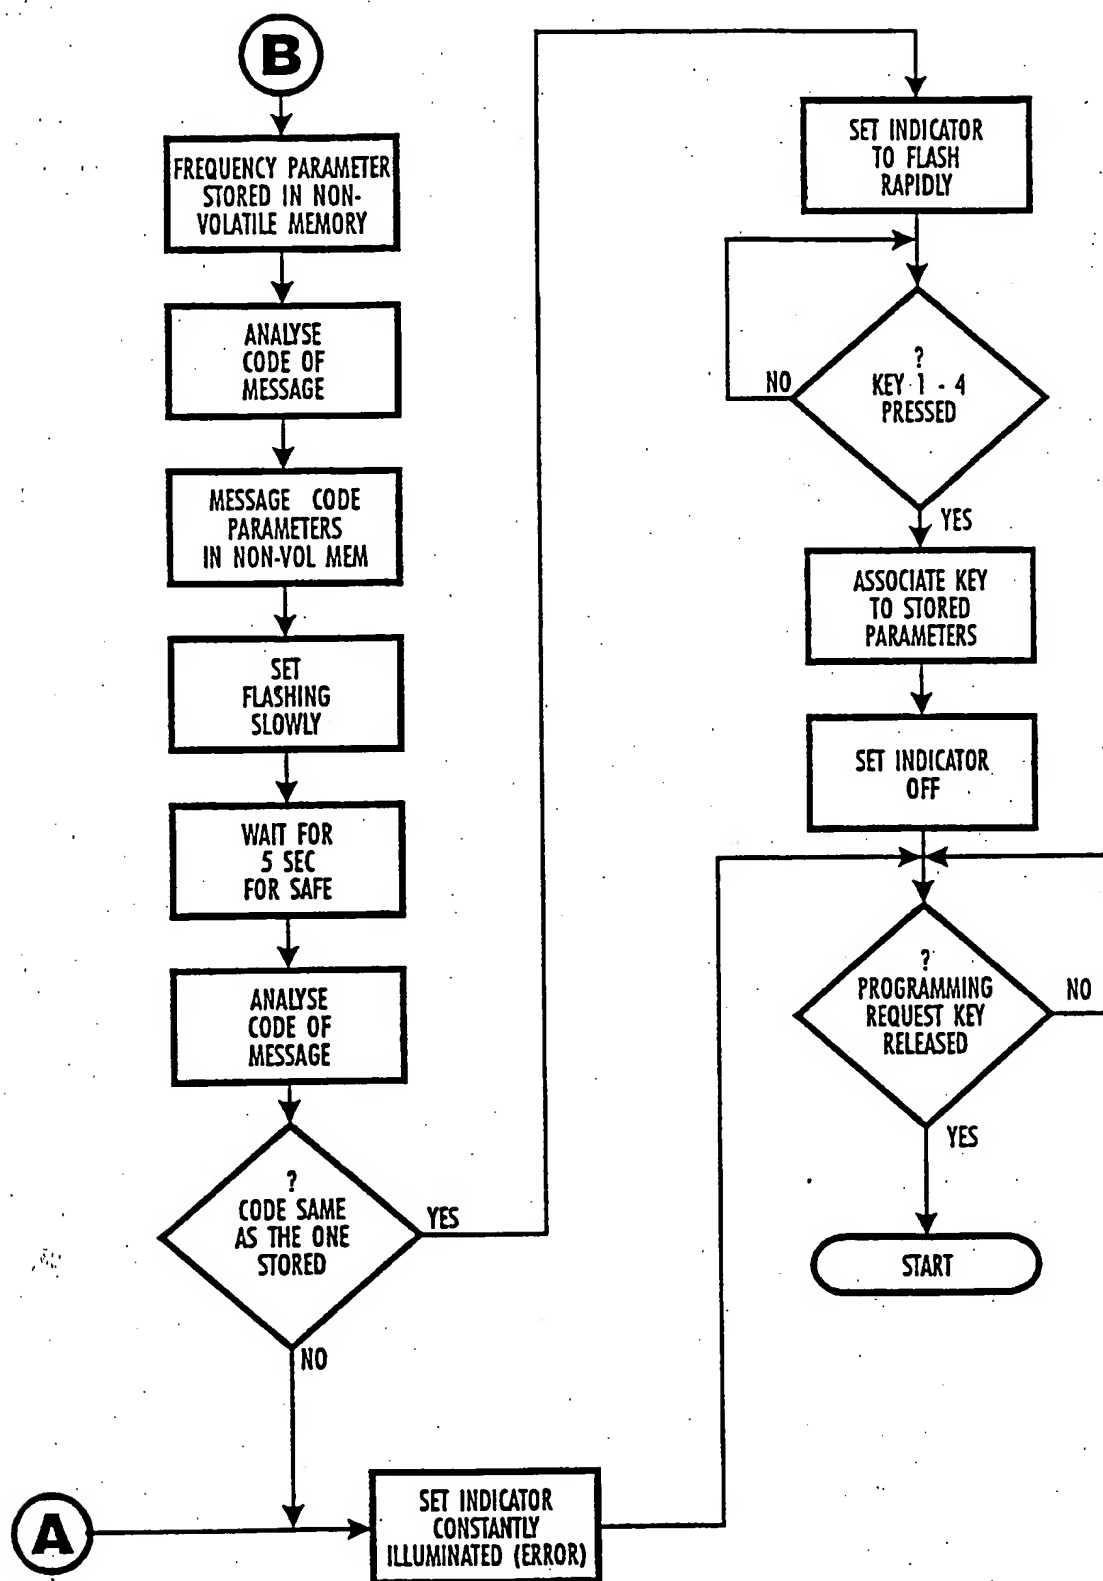 B
FREQUENCY PARAMETER
STORED IN NON-
VOLATILE MEMORY
ANALYSE
CODE OF
MESSAGE
MESSAGE CODE
PARAMETERS
IN NON-VOL MEM
SET
FLASHING
SLOWLY
WAIT FOR
5 SEC
FOR SAFE
ANALYSE
CODE OF
MESSAGE
?
CODE SAME
AS THE ONE
STORED
YES
NO
A
SET INDICATOR
CONSTANTLY
ILLUMINATED (ERROR)
SET INDICATOR
TO FLASH
RAPIDLY
?
KEY 1 - 4
PRESSED
NO
YES
ASSOCIATE KEY
TO STORED
PARAMETERS
SET INDICATOR
OFF
?
PROGRAMMING
REQUEST KEY
RELEASED
NO
YES
START